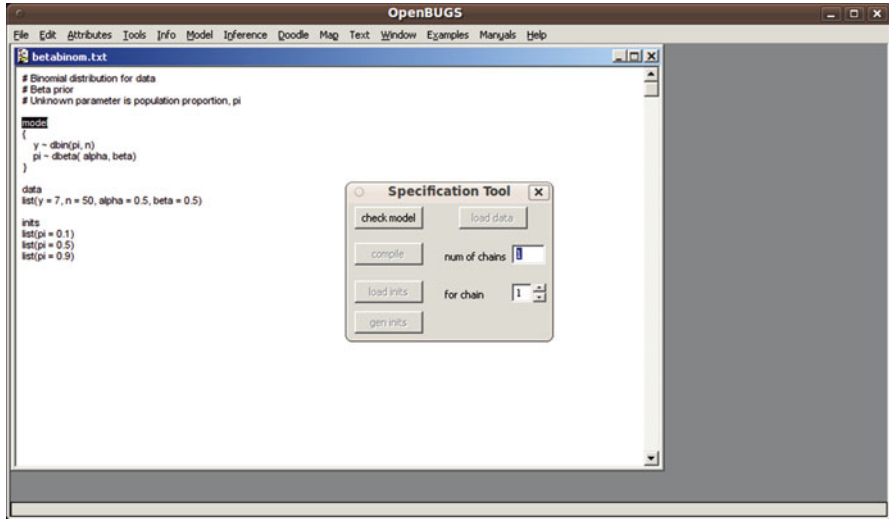 OpenBUGS
File Edit Attributes Tools Info Model Inference Doodle Map Text Window Examples Manuals Help
betabinom.txt
# Binomial distribution for data
# Beta prior
# Unknown parameter is population proportion, pi
model
{
y ~ dbin(pi, n)
pi ~ dbeta( alpha, beta)
}
data
list(y = 7, n = 50, alpha = 0.5, beta = 0.5)
inits
list(pi = 0.1)
list(pi = 0.5)
list(pi = 0.9)
Specification Tool
check model load data
compile num of chains 1
load inits for chain 1
gen inits